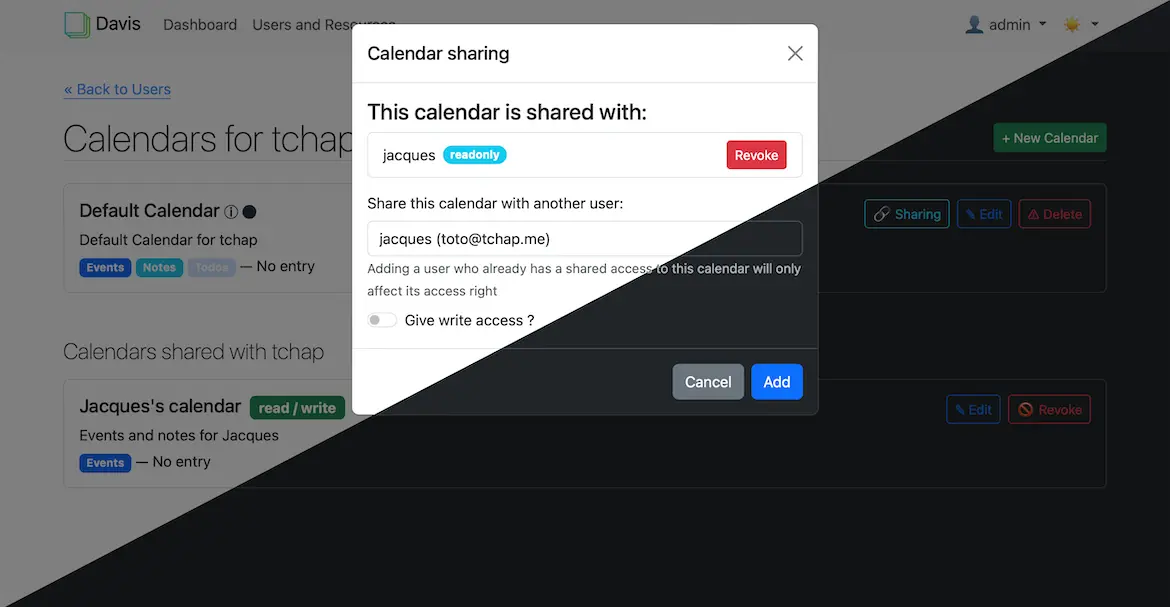 Davis Dashboard Users and Resources admin
Calendar sharing
« Back to Users
This calendar is shared with:
Calendars for tchap
+ New Calendar
jacques readonly Revoke
Share this calendar with another user:
Default Calendar
Sharing Edit Delete
jacques (toto@tchap.me)
Default Calendar for tchap
Events Notes Todos — No entry
Adding a user who already has a shared access to this calendar will only
affect its access right
Give write access ?
Calendars shared with tchap
Cancel Add
Jacques's calendar read / write
Edit Revoke
Events and notes for Jacques
Events — No entry